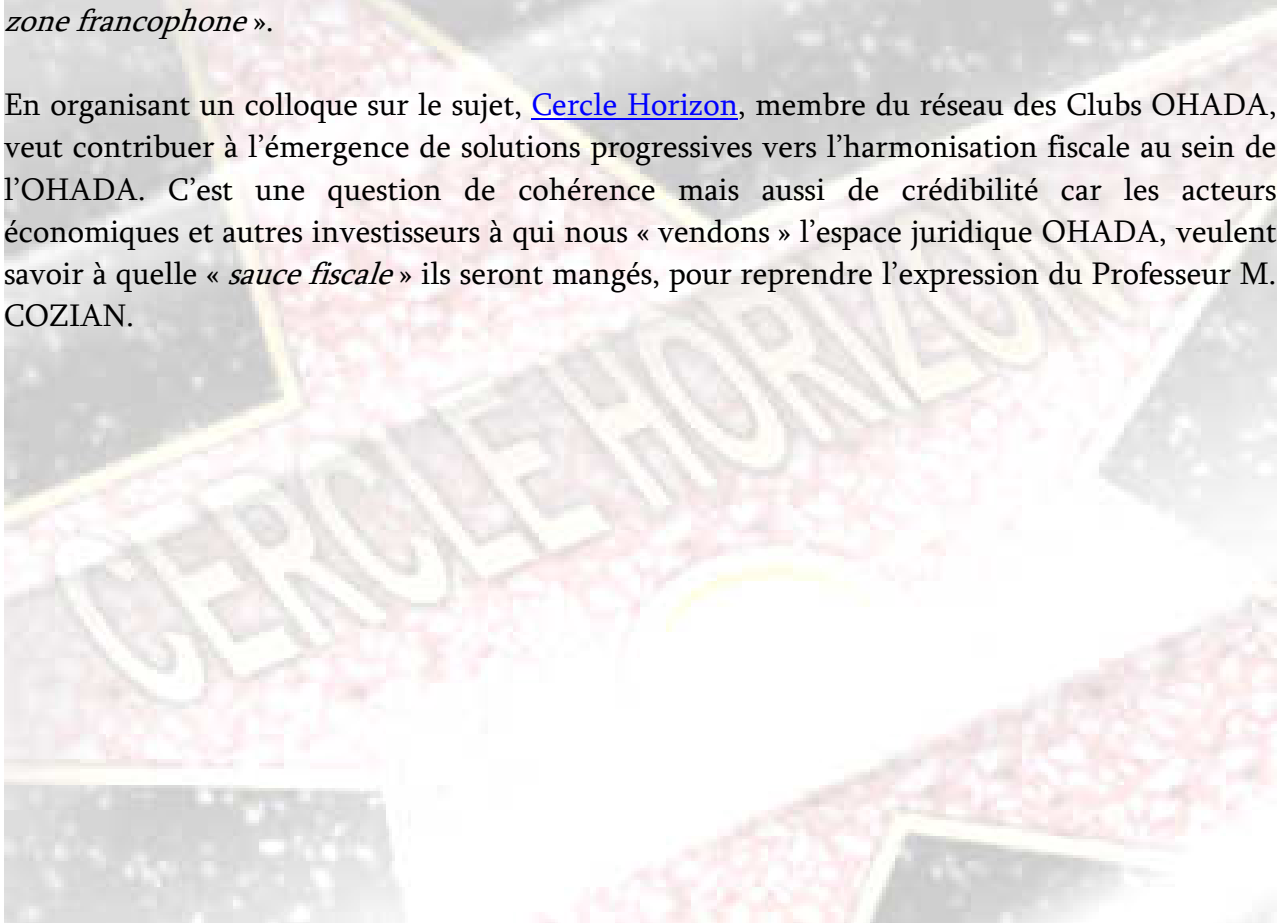 zone francophone ».
En organisant un colloque sur le sujet, Cercle Horizon, membre du réseau des Clubs OHADA,
veut contribuer à l’émergence de solutions progressives vers l’harmonisation fiscale au sein de
l’OHADA. C’est une question de cohérence mais aussi de crédibilité car les acteurs
économiques et autres investisseurs à qui nous « vendons » l’espace juridique OHADA, veulent
savoir à quelle « sauce fiscale » ils seront mangés, pour reprendre l’expression du Professeur M.
COZIAN.
CERCLE HORIZON